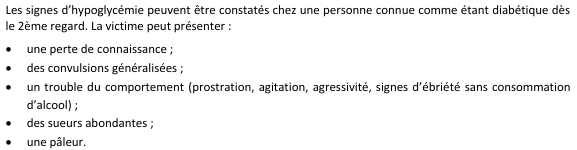 Les signes d'hypoglycémie peuvent être constatés chez une personne connue comme étant diabétique dès
le 2ème regard. La victime peut présenter :
• une perte de connaissance ;
• des convulsions généralisées ;
• un trouble du comportement (prostration, agitation, agressivité, signes d'ébriété sans consommation
d'alcool) ;
• des sueurs abondantes ;
• une pâleur.